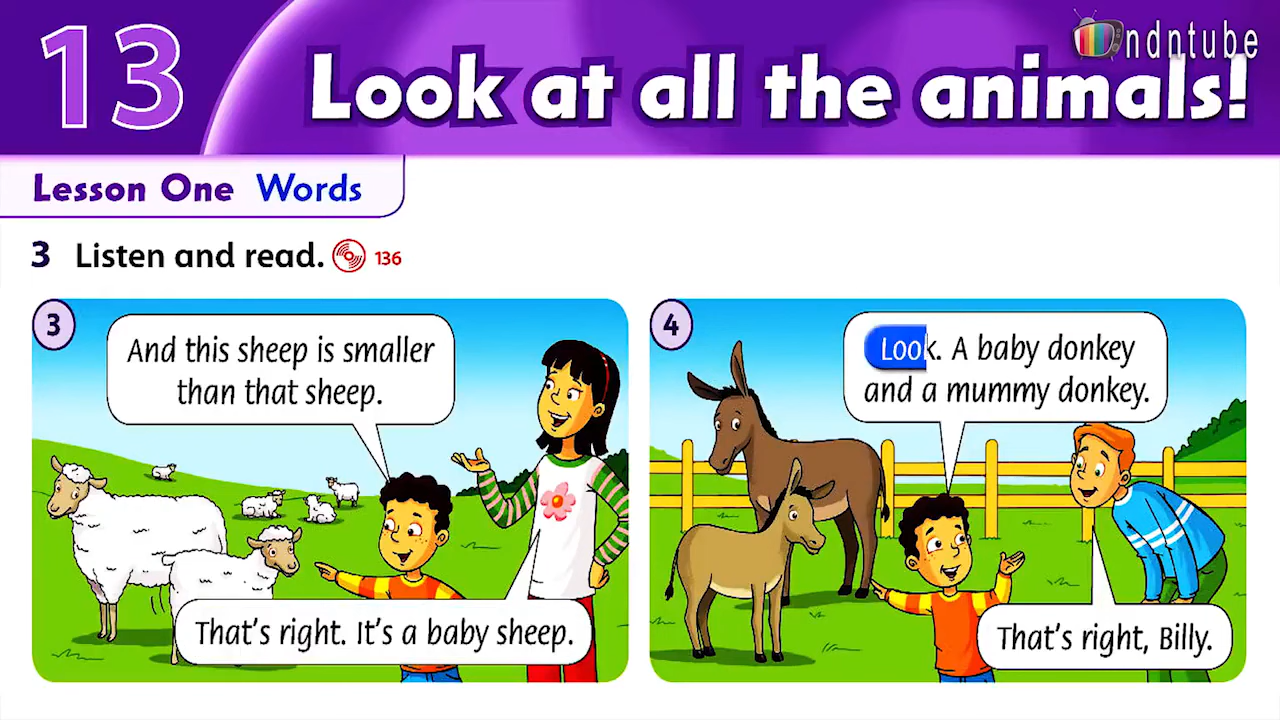 13
Look at all the animals!
ndntube
Lesson One Words
3 Listen and read. 136
3
And this sheep is smaller
than that sheep.
That's right. It's a baby sheep.
4
Look. A baby donkey
and a mummy donkey.
That's right, Billy.